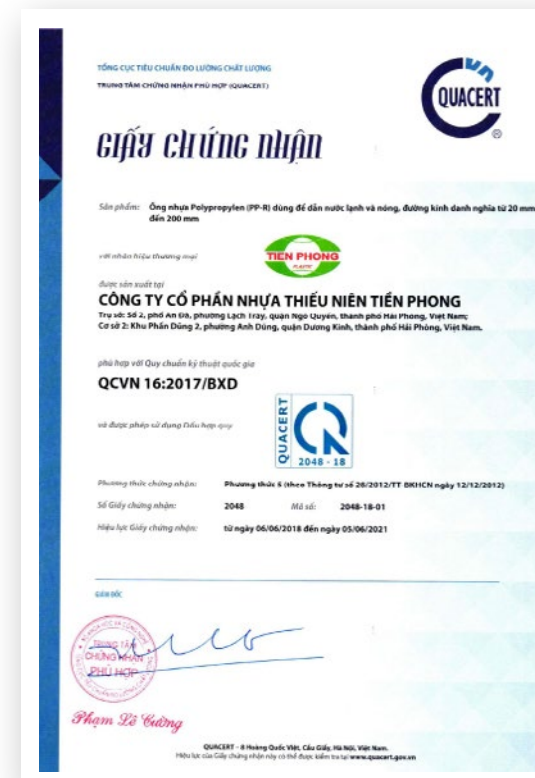 TỔNG CỤC TIÊU CHUẨN ĐO LƯỜNG CHẤT LƯỢNG
TRUNG TÂM CHỨNG NHẬN PHÙ HỢP (QUACERT)
QUACERT
®
GIẤY CHỨNG NHẬN
Sản phẩm: Ống nhựa Polypropylen (PP-R) dùng để dẫn nước lạnh và nóng, đường kính danh nghĩa từ 20 mm
đến 200 mm
với nhãn hiệu thương mại
TIEN PHONG
PLASTIC
được sản xuất tại
CÔNG TY CỔ PHẦN NHỰA THIẾU NIÊN TIỀN PHONG
Trụ sở: Số 2, phố An Đà, phường Lạch Tray, quận Ngô Quyền, thành phố Hải Phòng, Việt Nam;
Cơ sở 2: Khu Phấn Dũng 2, phường Anh Dũng, quận Dương Kinh, thành phố Hải Phòng, Việt Nam.
phù hợp với Quy chuẩn kỹ thuật quốc gia
QCVN 16:2017/BXD
và được phép sử dụng Dấu hợp quy
QUACERT
2048 - 18
Phương thức chứng nhận: Phương thức 5 (theo Thông tư số 28/2012/TT BKHCN ngày 12/12/2012)
Số Giấy chứng nhận: 2048 Mã số: 2048-18-01
Hiệu lực Giấy chứng nhận: từ ngày 06/06/2018 đến ngày 05/06/2021
GIÁM ĐỐC
TRUNG TÂM
CHỨNG NHẬN
PHÙ HỢP
Phạm Lê Cường
QUACERT - 8 Hoàng Quốc Việt, Cầu Giấy, Hà Nội, Việt Nam.
Hiệu lực của Giấy chứng nhận này có thể được kiểm tra tại www.quacert.gov.vn